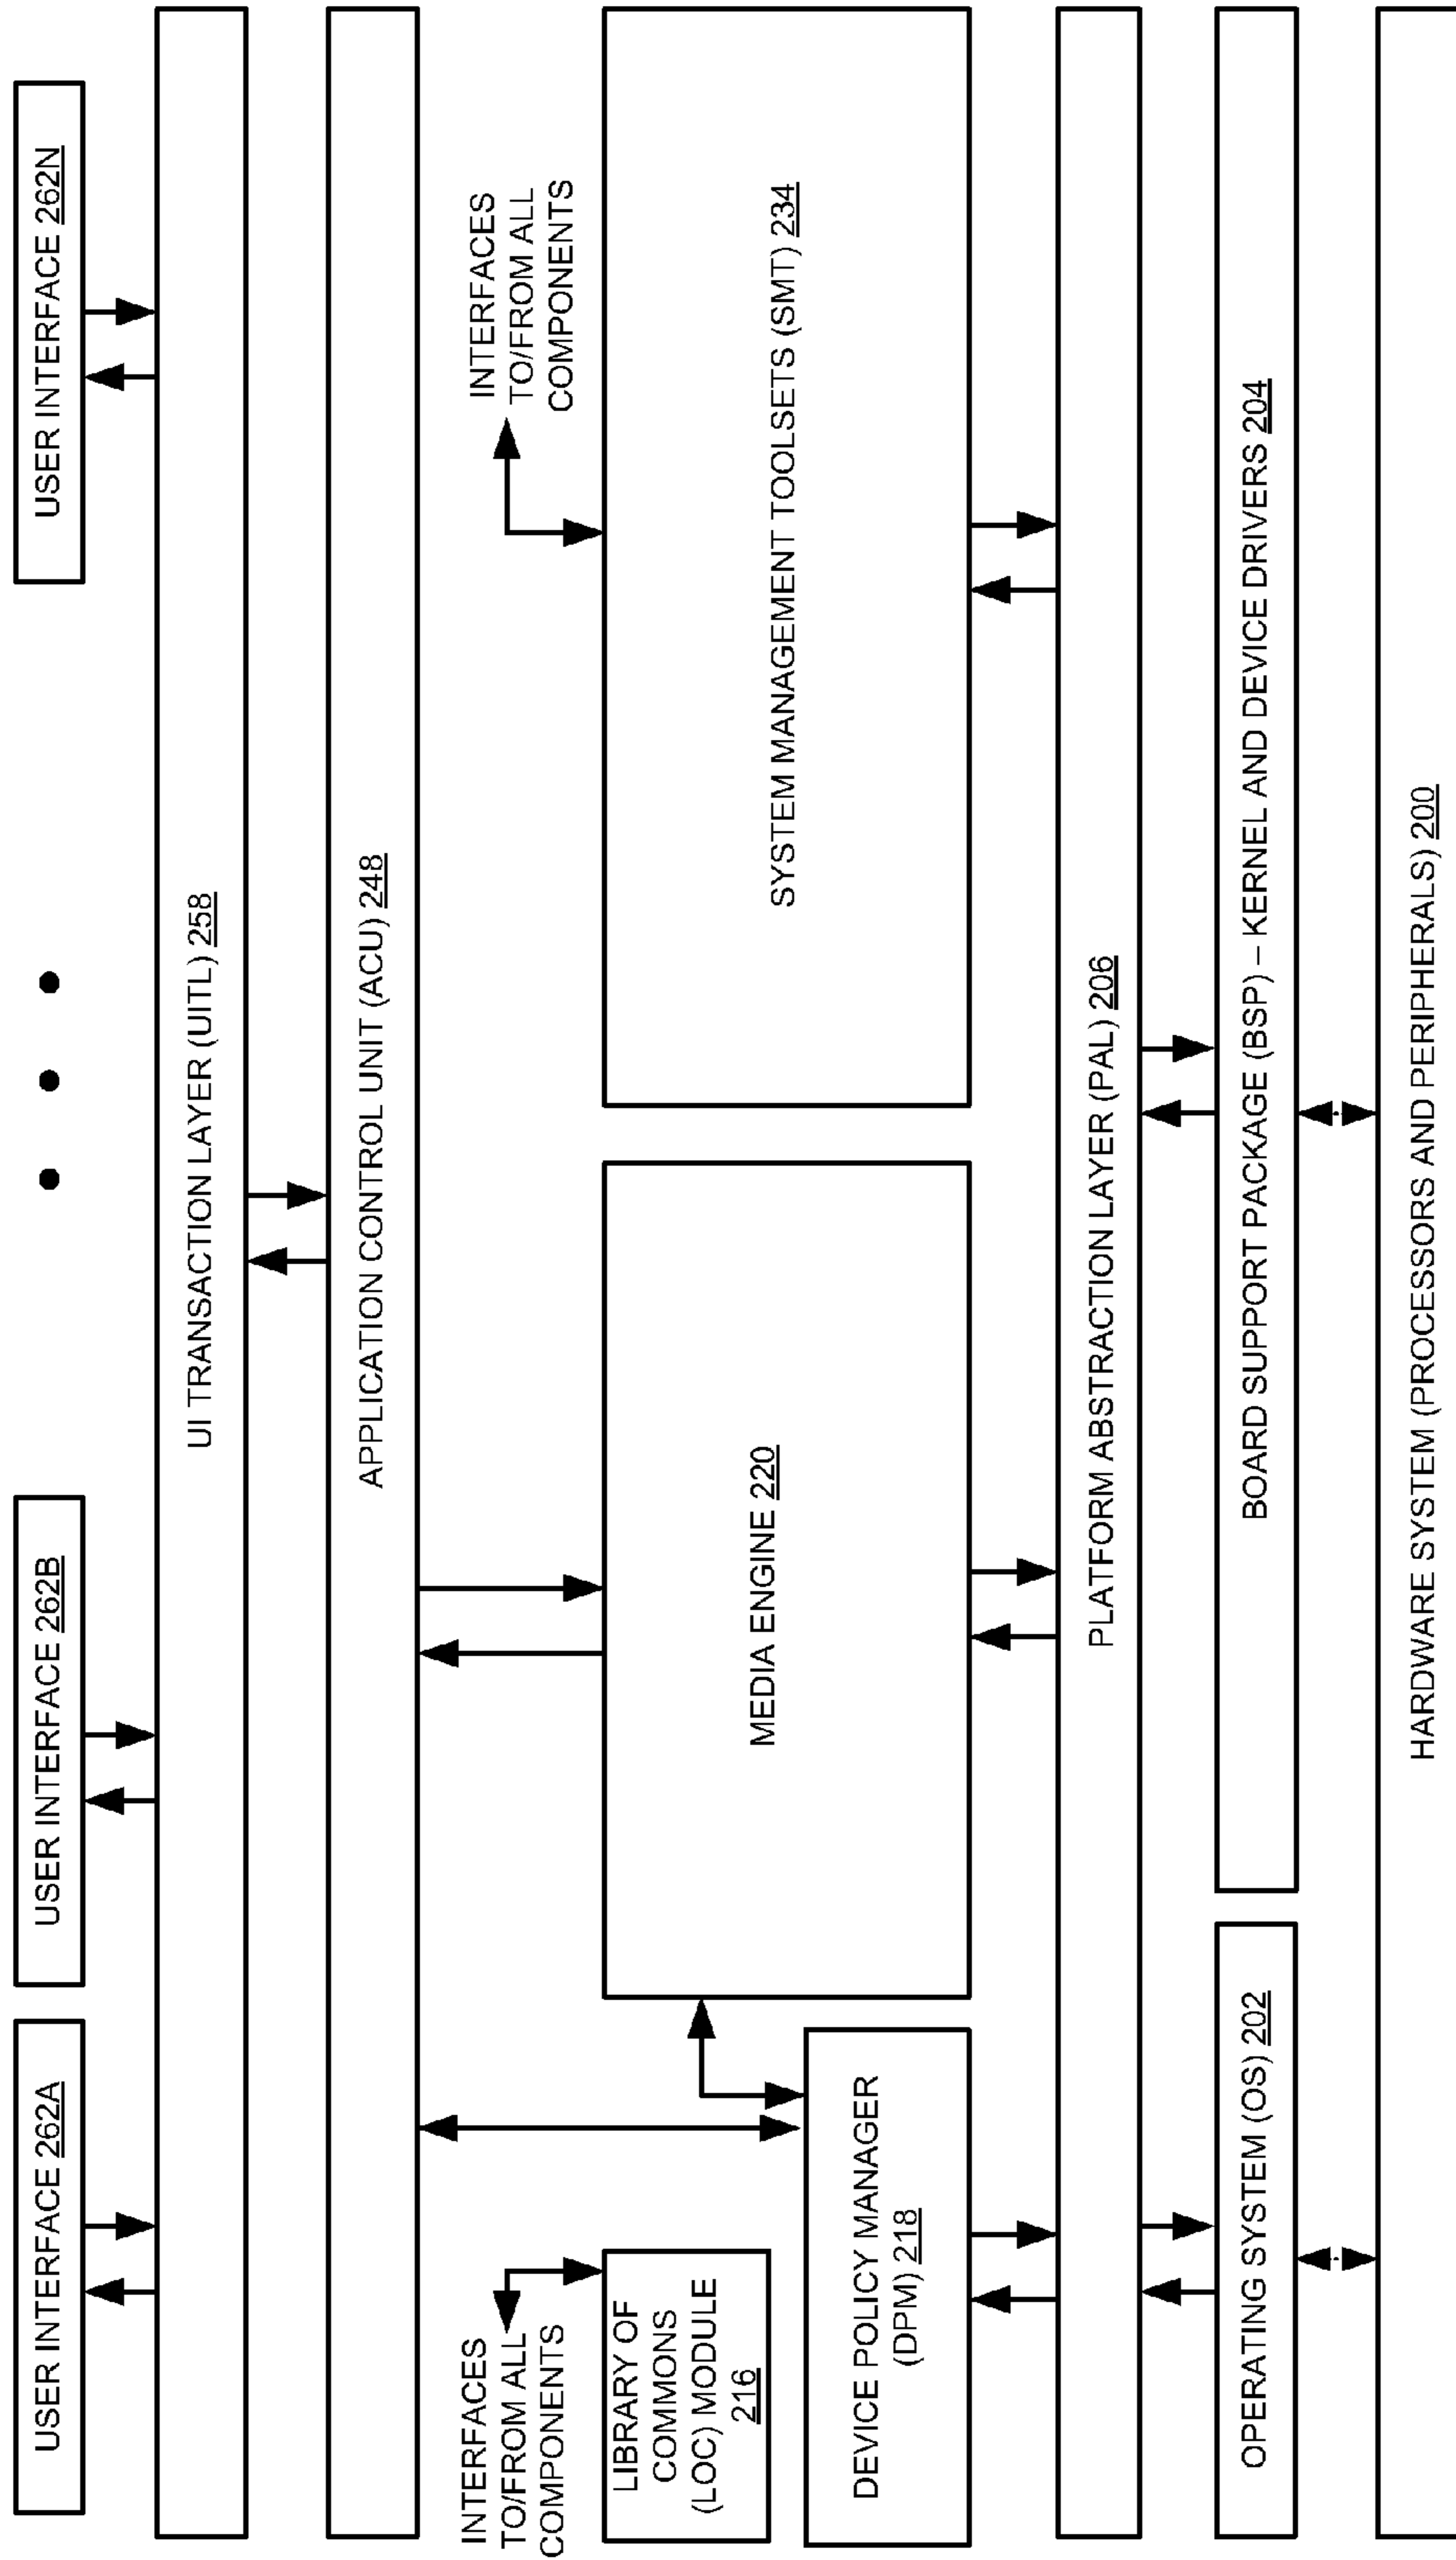 USER INTERFACE 262A
USER INTERFACE 262B
USER INTERFACE 262N
UI TRANSACTION LAYER (UITL) 258
APPLICATION CONTROL UNIT (ACU) 248
INTERFACES
TO/FROM ALL
COMPONENTS
INTERFACES
TO/FROM ALL
COMPONENTS
LIBRARY OF
COMMONS
(LOC) MODULE
216
DEVICE POLICY MANAGER
(DPM) 218
MEDIA ENGINE 220
SYSTEM MANAGEMENT TOOLSETS (SMT) 234
PLATFORM ABSTRACTION LAYER (PAL) 206
OPERATING SYSTEM (OS) 202
BOARD SUPPORT PACKAGE (BSP) – KERNEL AND DEVICE DRIVERS 204
HARDWARE SYSTEM (PROCESSORS AND PERIPHERALS) 200